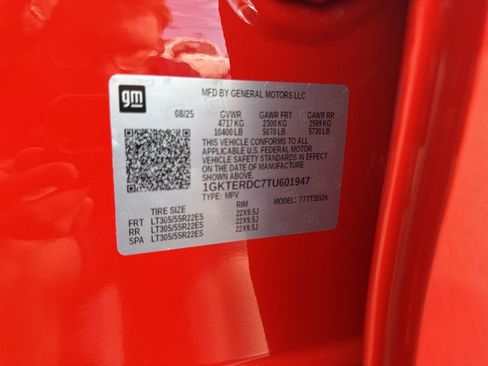 gm
MFD BY GENERAL MOTORS LLC
08/25 GVWR GAWR FRT GAWR RR
4717 KG 2300 KG 2599 KG
10400 LB 5070 LB 5730 LB
THIS VEHICLE CONFORMS TO ALL
APPLICABLE U.S. FEDERAL MOTOR
VEHICLE SAFETY STANDARDS IN EFFECT
ON THE DATE OF MANUFACTURE
SHOWN ABOVE.
1GKTERDC7TU601947
TYPE: MPV MODEL: T7TT35526
TIRE SIZE RIM
FRT LT305/55R22ES 22X9.5J
RR LT305/55R22ES 22X9.5J
SPA LT305/55R22ES 22X9.5J